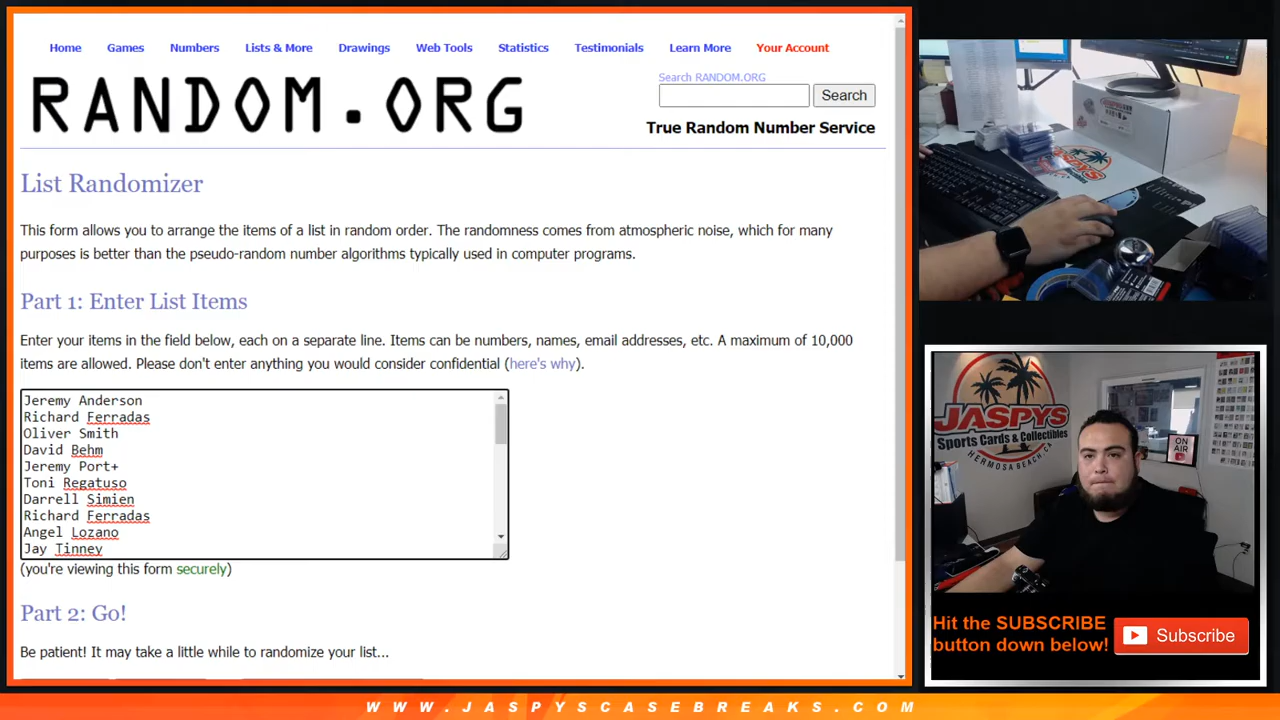 Home Games Numbers Lists & More Drawings Web Tools Statistics Testimonials Learn More Your Account
RANDOM.ORG
Search RANDOM.ORG
Search
True Random Number Service
List Randomizer
This form allows you to arrange the items of a list in random order. The randomness comes from atmospheric noise, which for many
purposes is better than the pseudo-random number algorithms typically used in computer programs.
Part 1: Enter List Items
Enter your items in the field below, each on a separate line. Items can be numbers, names, email addresses, etc. A maximum of 10,000
items are allowed. Please don't enter anything you would consider confidential (here's why).
Jeremy Anderson
Richard Ferradas
Oliver Smith
David Behm
Jeremy Port+
Toni Regatuso
Darrell Simien
Richard Ferradas
Angel Lozano
Jay Tinney
(you're viewing this form securely)
Part 2: Go!
Be patient! It may take a little while to randomize your list...
JASPYS
JASPYS
Sports Cards & Collectibles
HERMOSA BEACH, CA
ON
AIR
Hit the SUBSCRIBE
button down below!
Subscribe
WWW.JASPYSCASEBREAKS.COM